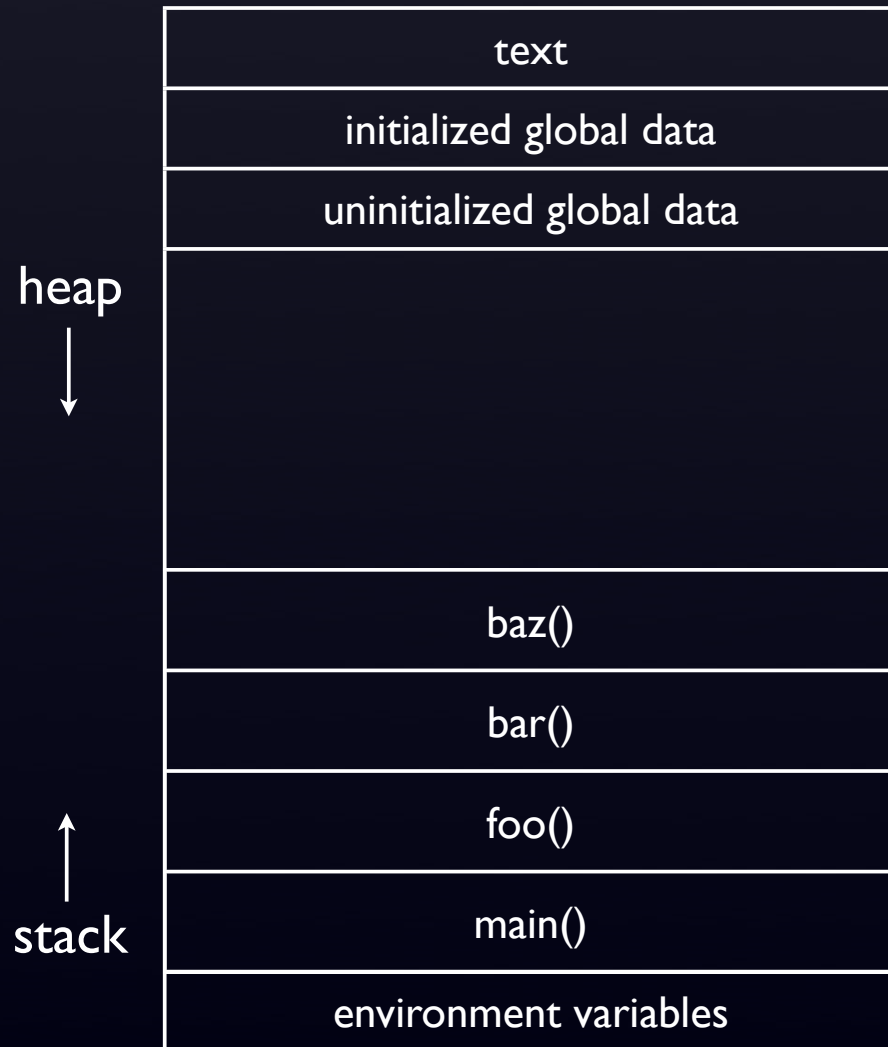 text
initialized global data
uninitialized global data
heap
baz()
bar()
foo()
main()
stack
environment variables